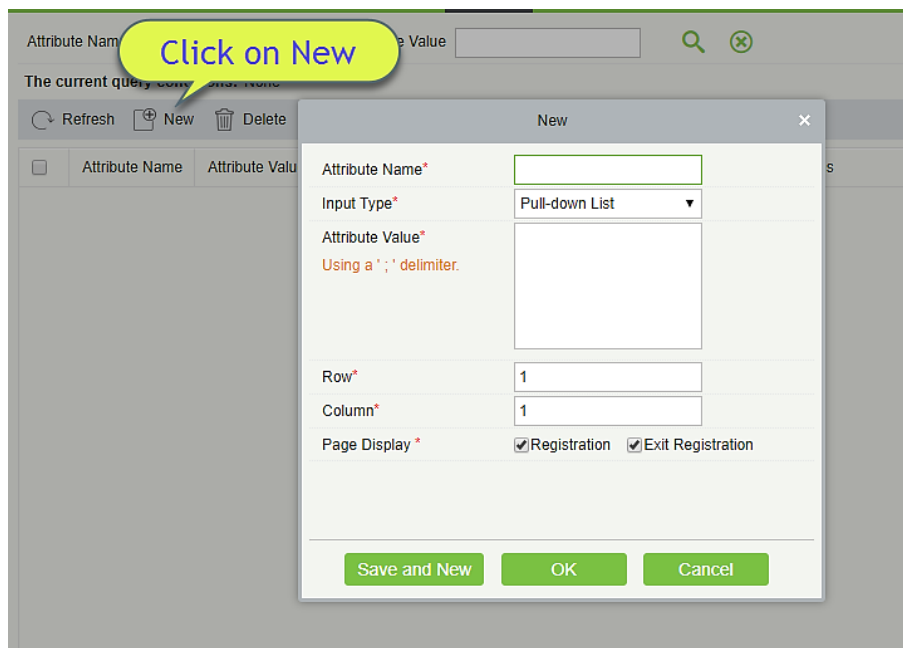 Attribute Nam
e Value
Click on New
The current query conditions: None
Refresh New Delete
Attribute Name Attribute Valu
s
New
Attribute Name*
Input Type* Pull-down List
Attribute Value*
Using a ' ; ' delimiter.
Row* 1
Column* 1
Page Display * Registration Exit Registration
Save and New OK Cancel